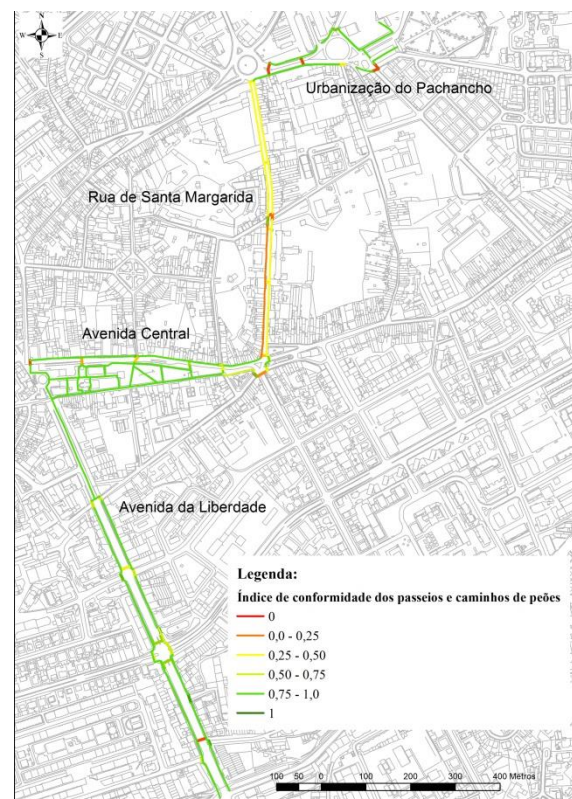 N
W E
S
Urbanização do Pachancho
Rua de Santa Margarida
Avenida Central
Avenida da Liberdade
Legenda:
Índice de conformidade dos passeios e caminhos de peões
0
0,0 - 0,25
0,25 - 0,50
0,50 - 0,75
0,75 - 1,0
1
100 50 0 100 200 300 400 Metros